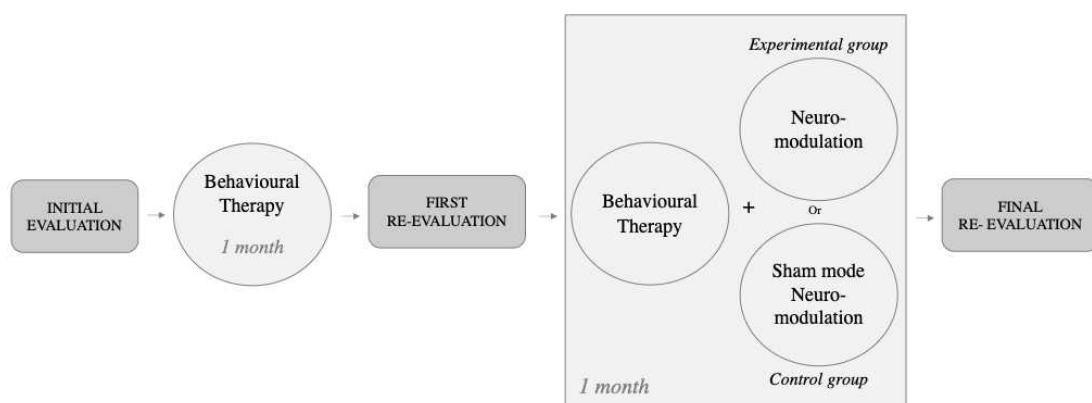 INITIAL
EVALUATION
Behavioural
Therapy
1 month
FIRST
RE-EVALUATION
Behavioural
Therapy
+
Experimental group
Neuro-
modulation
Or
Sham mode
Neuro-
modulation
Control group
1 month
FINAL
RE- EVALUATION